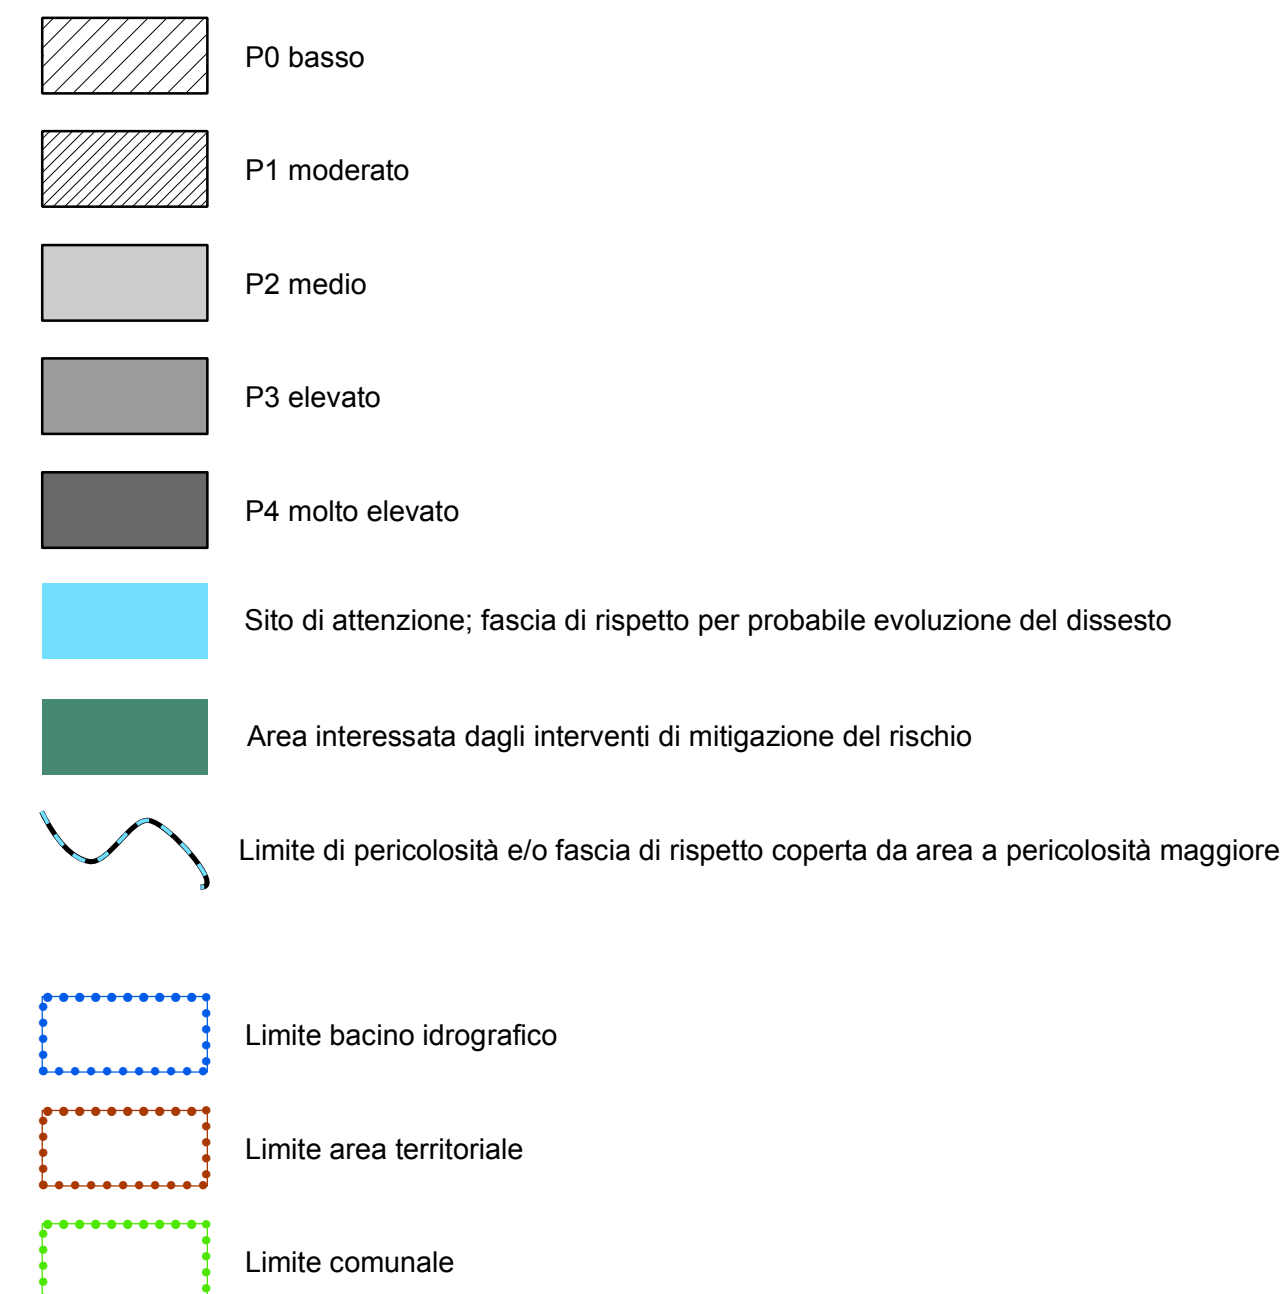 P0 basso
P1 moderato
P2 medio
P3 elevato
P4 molto elevato
Sito di attenzione; fascia di rispetto per probabile evoluzione del dissesto
Area interessata dagli interventi di mitigazione del rischio
Limite di pericolosità e/o fascia di rispetto coperta da area a pericolosità maggiore
Limite bacino idrografico
Limite area territoriale
Limite comunale